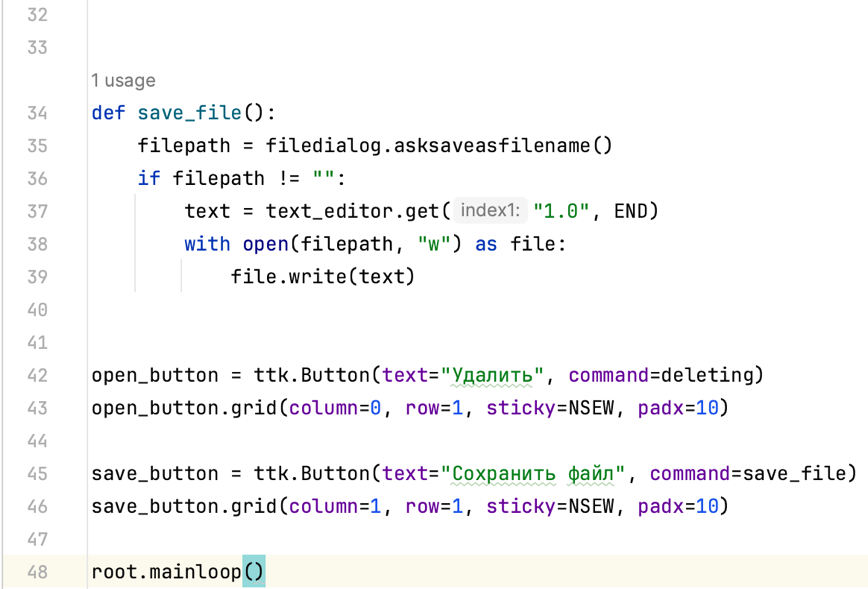 32
33
1 usage
34 def save_file():
35     filepath = filedialog.asksaveasfilename()
36     if filepath != "":
37         text = text_editor.get( index1: "1.0", END)
38         with open(filepath, "w") as file:
39             file.write(text)
40
41
42 open_button = ttk.Button(text="Удалить", command=deleting)
43 open_button.grid(column=0, row=1, sticky=NSEW, padx=10)
44
45 save_button = ttk.Button(text="Сохранить файл", command=save_file)
46 save_button.grid(column=1, row=1, sticky=NSEW, padx=10)
47
48 root.mainloop()